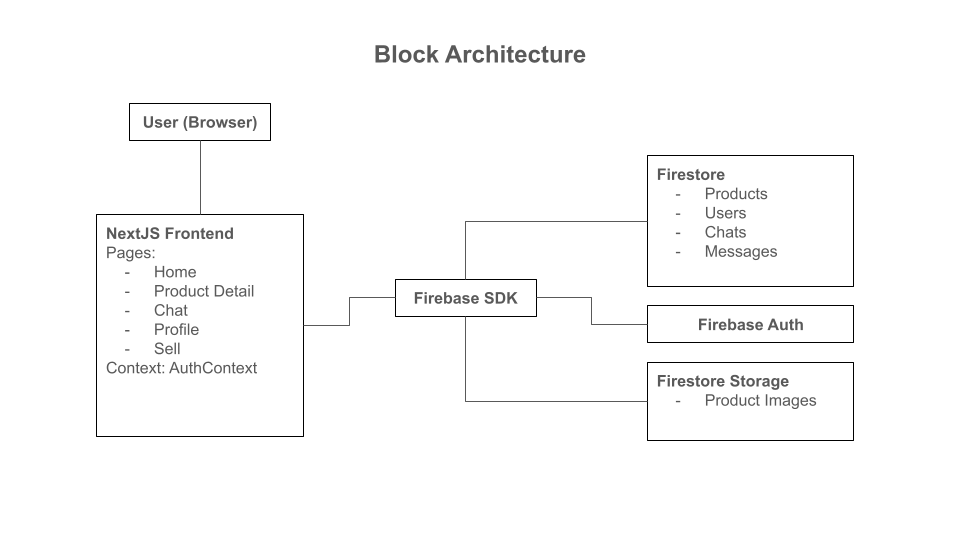 Block Architecture
User (Browser)
NextJS Frontend
Pages:
- Home
- Product Detail
- Chat
- Profile
- Sell
Context: AuthContext
Firebase SDK
Firestore
- Products
- Users
- Chats
- Messages
Firebase Auth
Firestore Storage
- Product Images